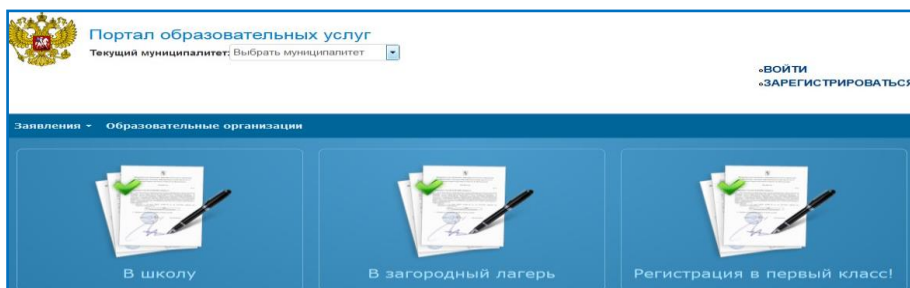 Портал образовательных услуг
Текущий муниципалитет: Выбрать муниципалитет
ВОЙТИ
ЗАРЕГИСТРИРОВАТЬСЯ
Заявления Образовательные организации
В школу
В загородный лагерь
Регистрация в первый класс!